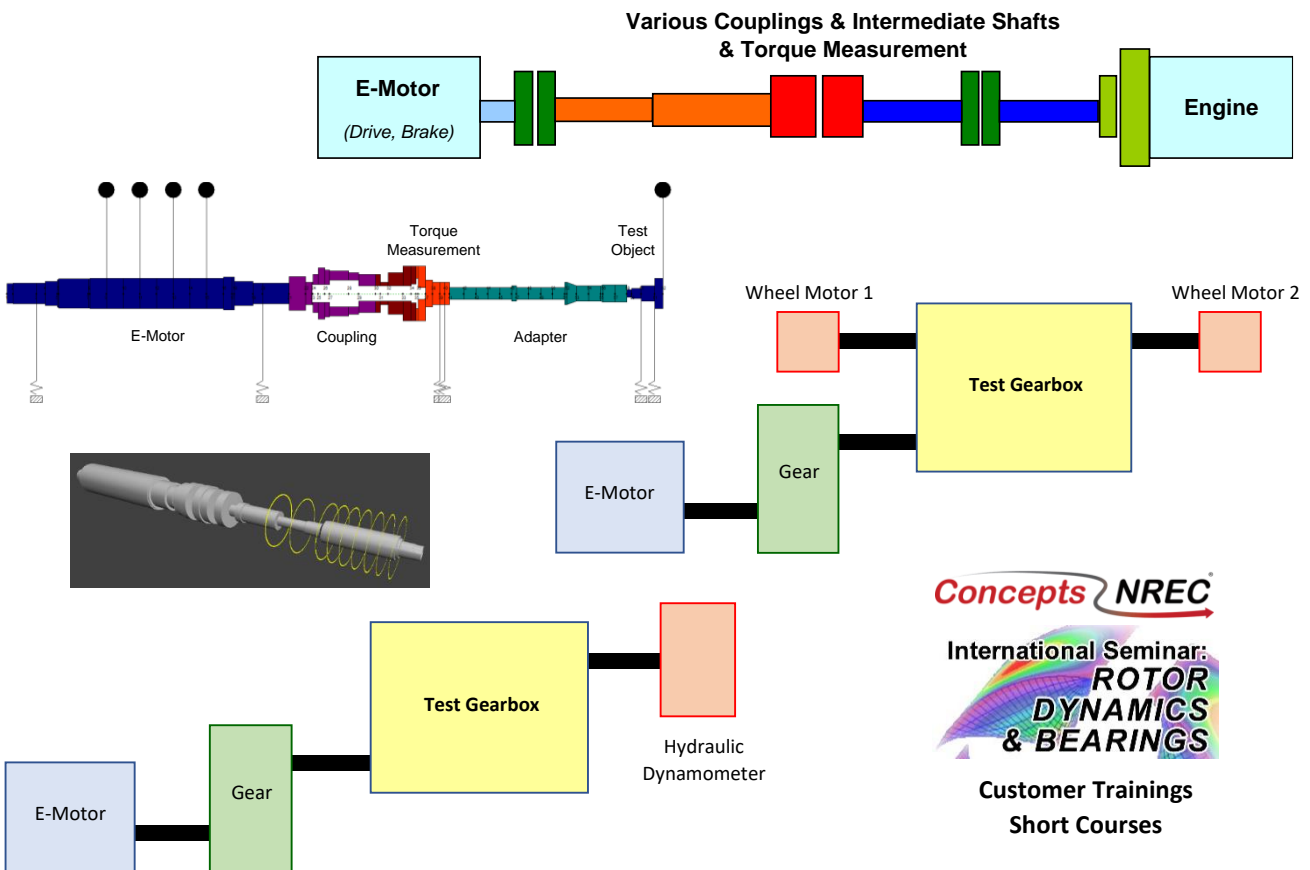 Various Couplings & Intermediate Shafts
& Torque Measurement
E-Motor
(Drive, Brake)
Engine
Torque
Measurement
Test
Object
E-Motor
Coupling
Adapter
Wheel Motor 1
Wheel Motor 2
Test Gearbox
Gear
E-Motor
Test Gearbox
Hydraulic
Dynamometer
Gear
E-Motor
Concepts NREC
International Seminar:
ROTOR
DYNAMICS
& BEARINGS
Customer Trainings
Short Courses